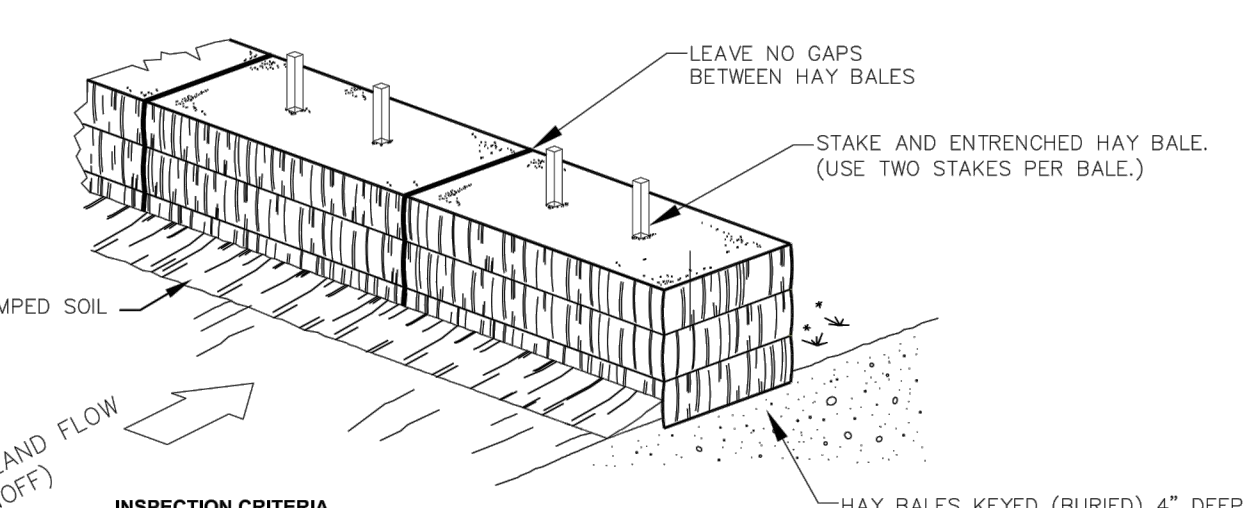 LEAVE NO GAPS
BETWEEN HAY BALES
STAKE AND ENTRENCHED HAY BALE.
(USE TWO STAKES PER BALE.)
MPED SOIL
LAND FLOW
OFF)
INSPECTION CRITERIA
HAY BALES KEYED (BURIED) 4" DEEP